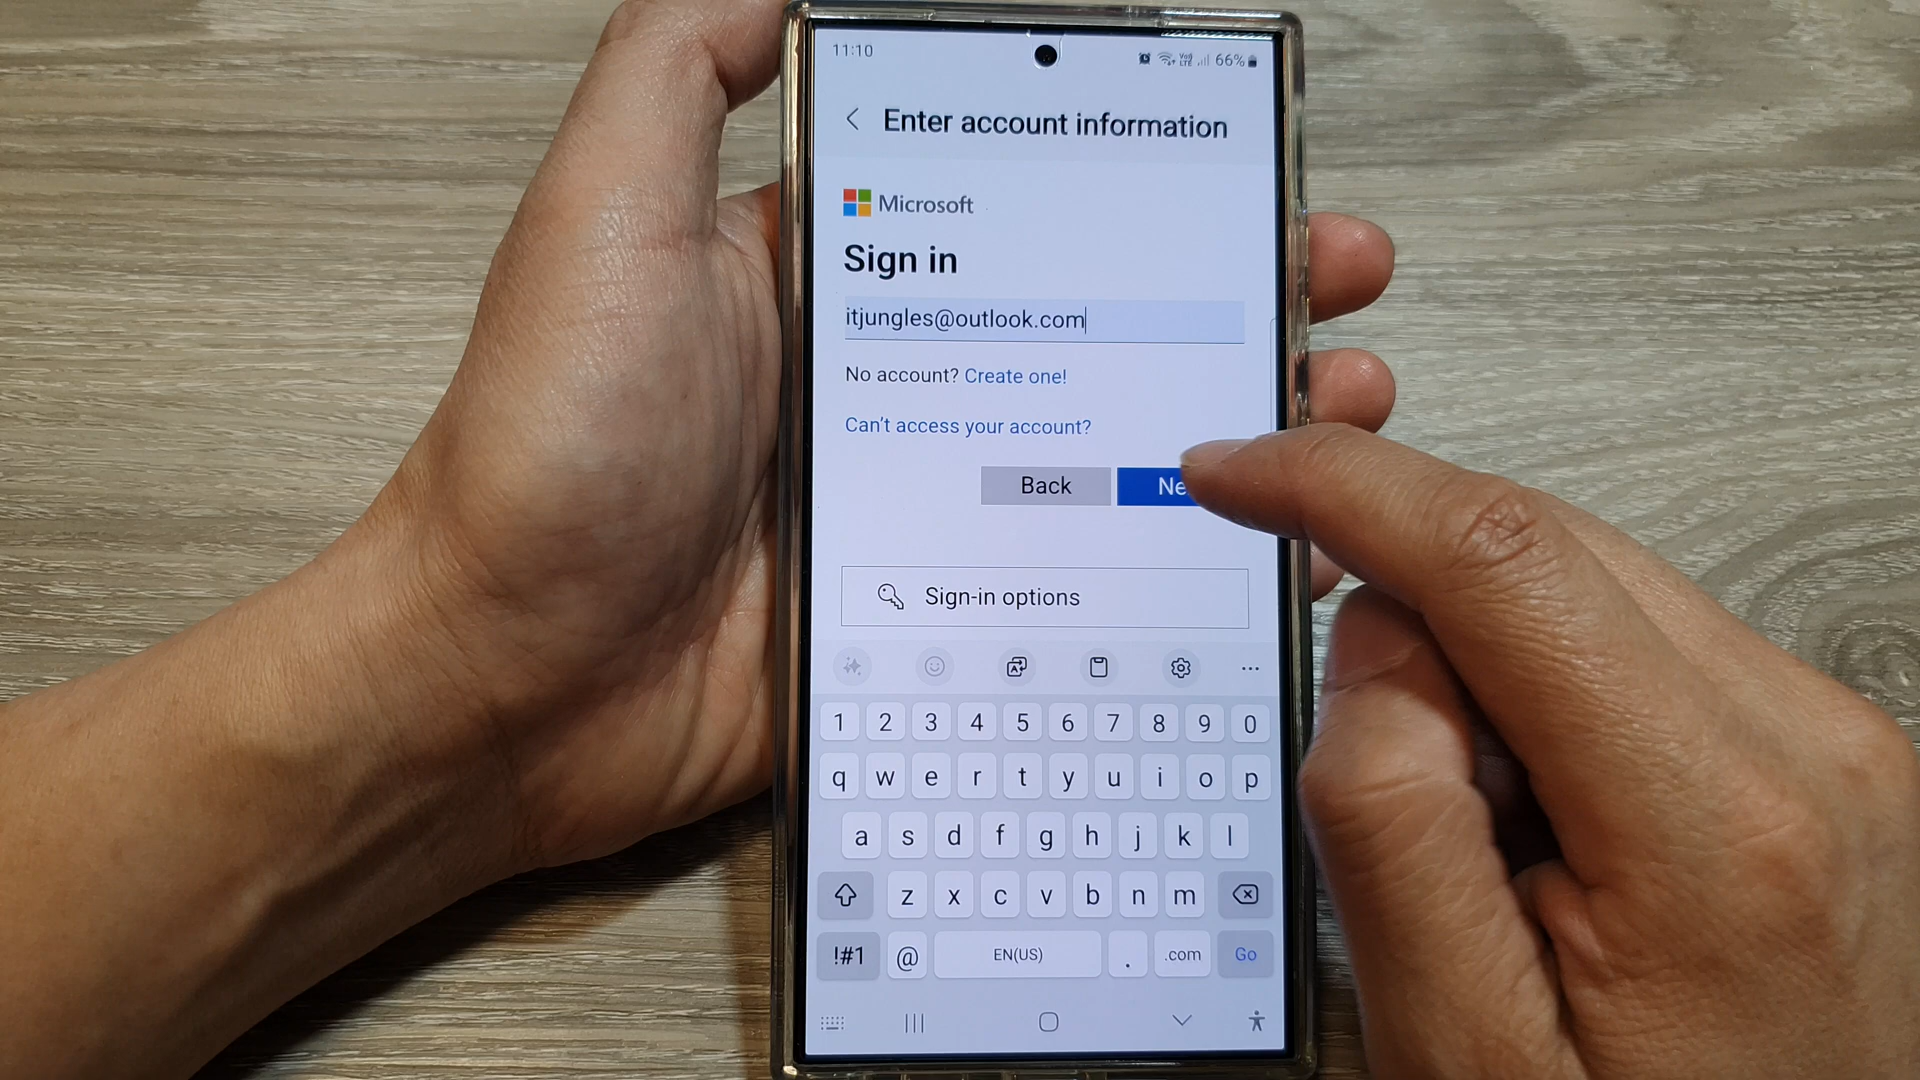 11:10
Vo) LTE 66%
Enter account information
Microsoft
Sign in
itjungles@outlook.com
No account? Create one!
Can't access your account?
Back Ne
Sign-in options
1 2 3 4 5 6 7 8 9 0
q w e r t y u i o p
a s d f g h j k l
z x c v b n m
!#1 @ EN(US) . .com Go